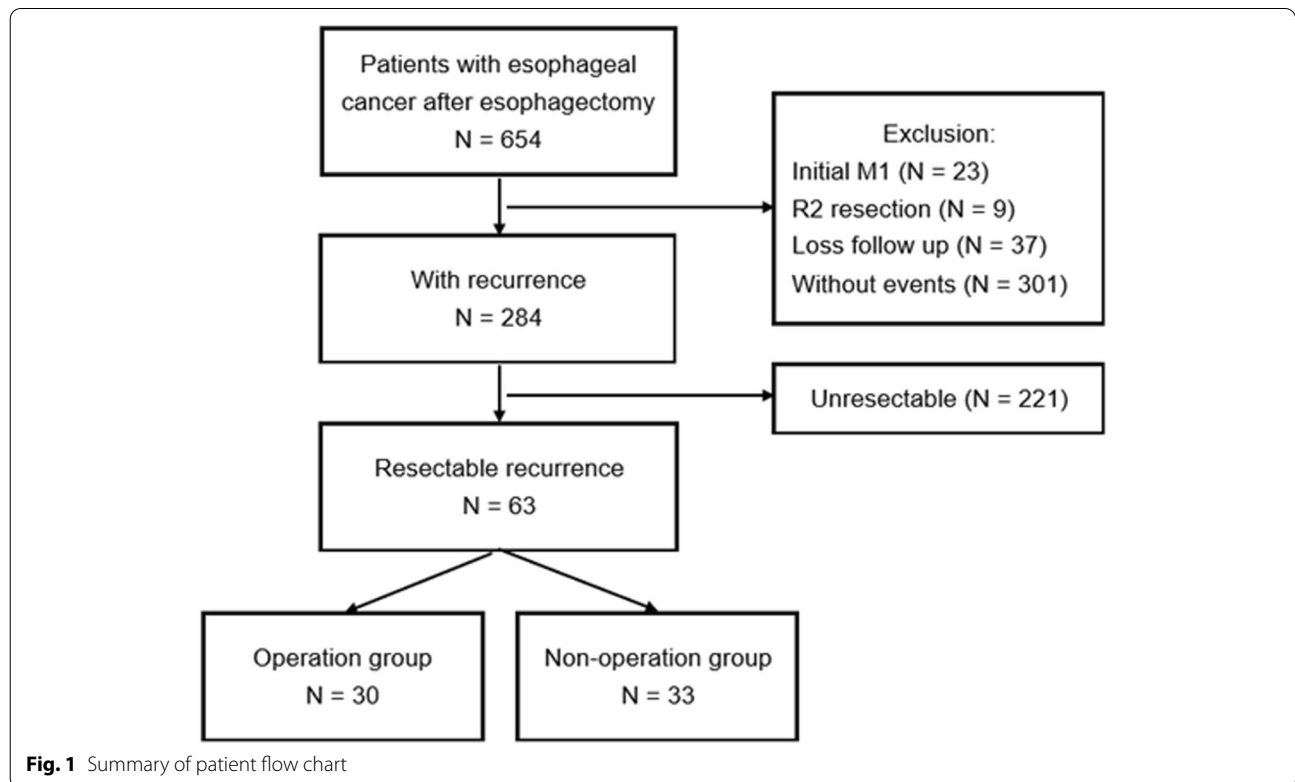 Patients with esophageal
cancer after esophagectomy
N = 654
Exclusion:
Initial M1 (N = 23)
R2 resection (N = 9)
Loss follow up (N = 37)
Without events (N = 301)
With recurrence
N = 284
Unresectable (N = 221)
Resectable recurrence
N = 63
Operation group
N = 30
Non-operation group
N = 33
Fig. 1 Summary of patient flow chart